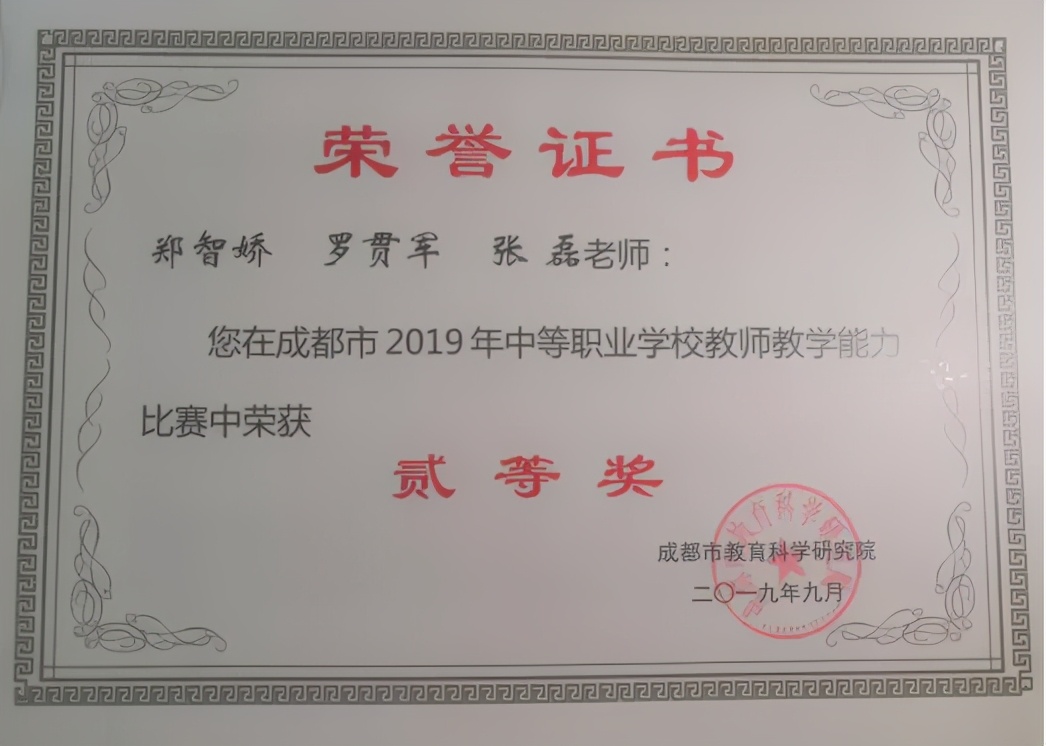 荣誉证书
郑智娇 罗贯军 张磊老师：
您在成都市2019年中等职业学校教师教学能力
比赛中荣获
贰等奖
成都市教育科学研究院
二〇一九年九月